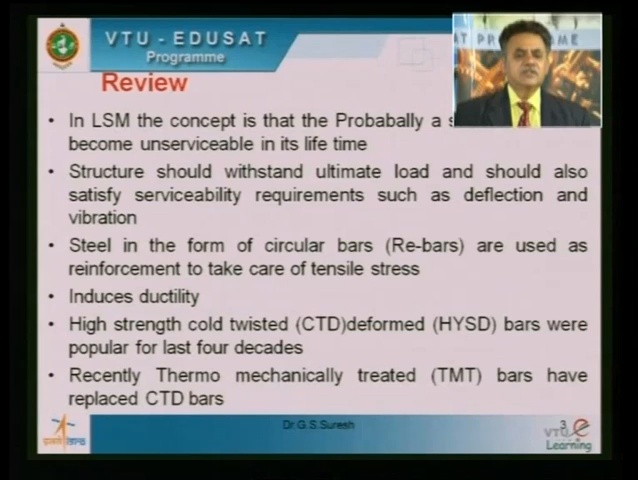 VTU - EDUSAT
Programme
AT PR
MME
Review
• In LSM the concept is that the Probabally a s
become unserviceable in its life time
• Structure should withstand ultimate load and should also
satisfy serviceability requirements such as deflection and
vibration
• Steel in the form of circular bars (Re-bars) are used as
reinforcement to take care of tensile stress
• Induces ductility
• High strength cold twisted (CTD)deformed (HYSD) bars were
popular for last four decades
• Recently Thermo mechanically treated (TMT) bars have
replaced CTD bars
Dr G.S.Suresh
3
VTU e
Learning